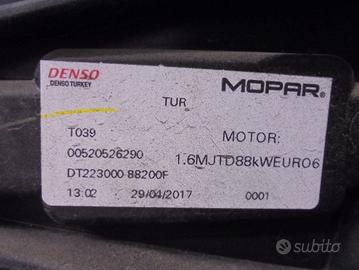 DENSO
DENSO TURKEY
TUR
MOPAR.
T039
MOTOR:
00520526290
1.6MJTD88kWEURO6
DT223000 88200F
13:02 29/04/2017 0001
subito